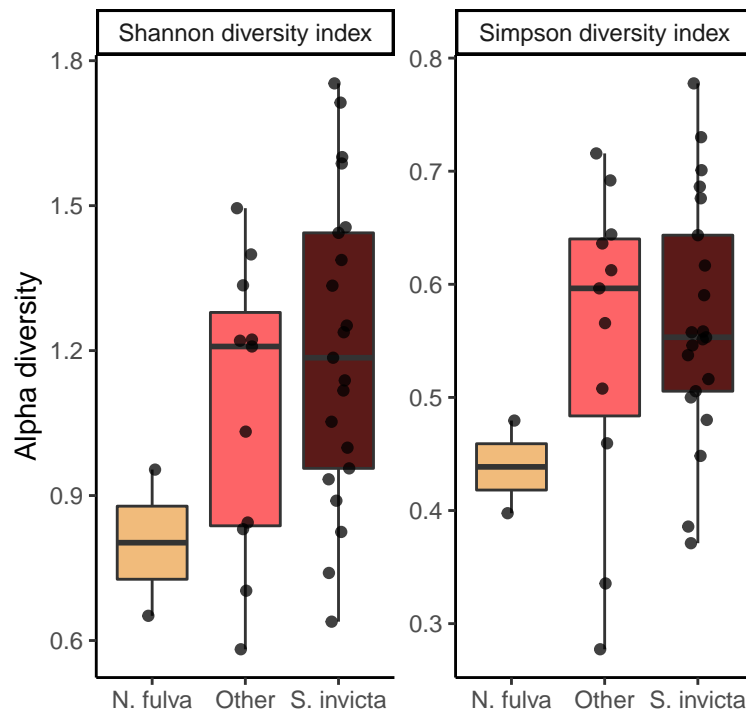 Shannon diversity index
Simpson diversity index
Alpha diversity
1.8
1.5
1.2
0.9
0.6
0.8
0.7
0.6
0.5
0.4
0.3
N. fulva Other S. invicta
N. fulva Other S. invicta